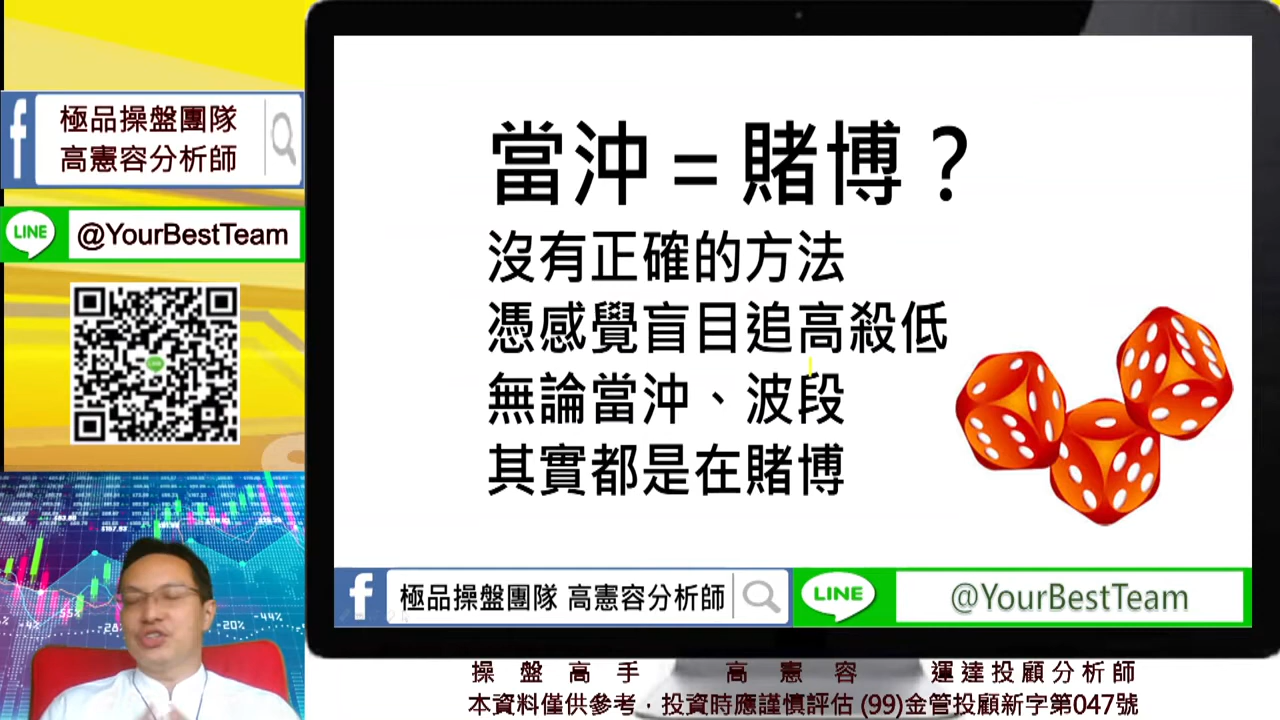 極品操盤團隊
高憲容分析師
LINE
@YourBestTeam
當沖=賭博？
沒有正確的方法
憑感覺盲目追高殺低
無論當沖、波段
其實都是在賭博
極品操盤團隊 高憲容分析師
LINE
@YourBestTeam
-20%
-44%
操盤高手 高憲容 運達投顧分析師
本資料僅供參考，投資時應謹慎評估 (99)金管投顧新字第047號